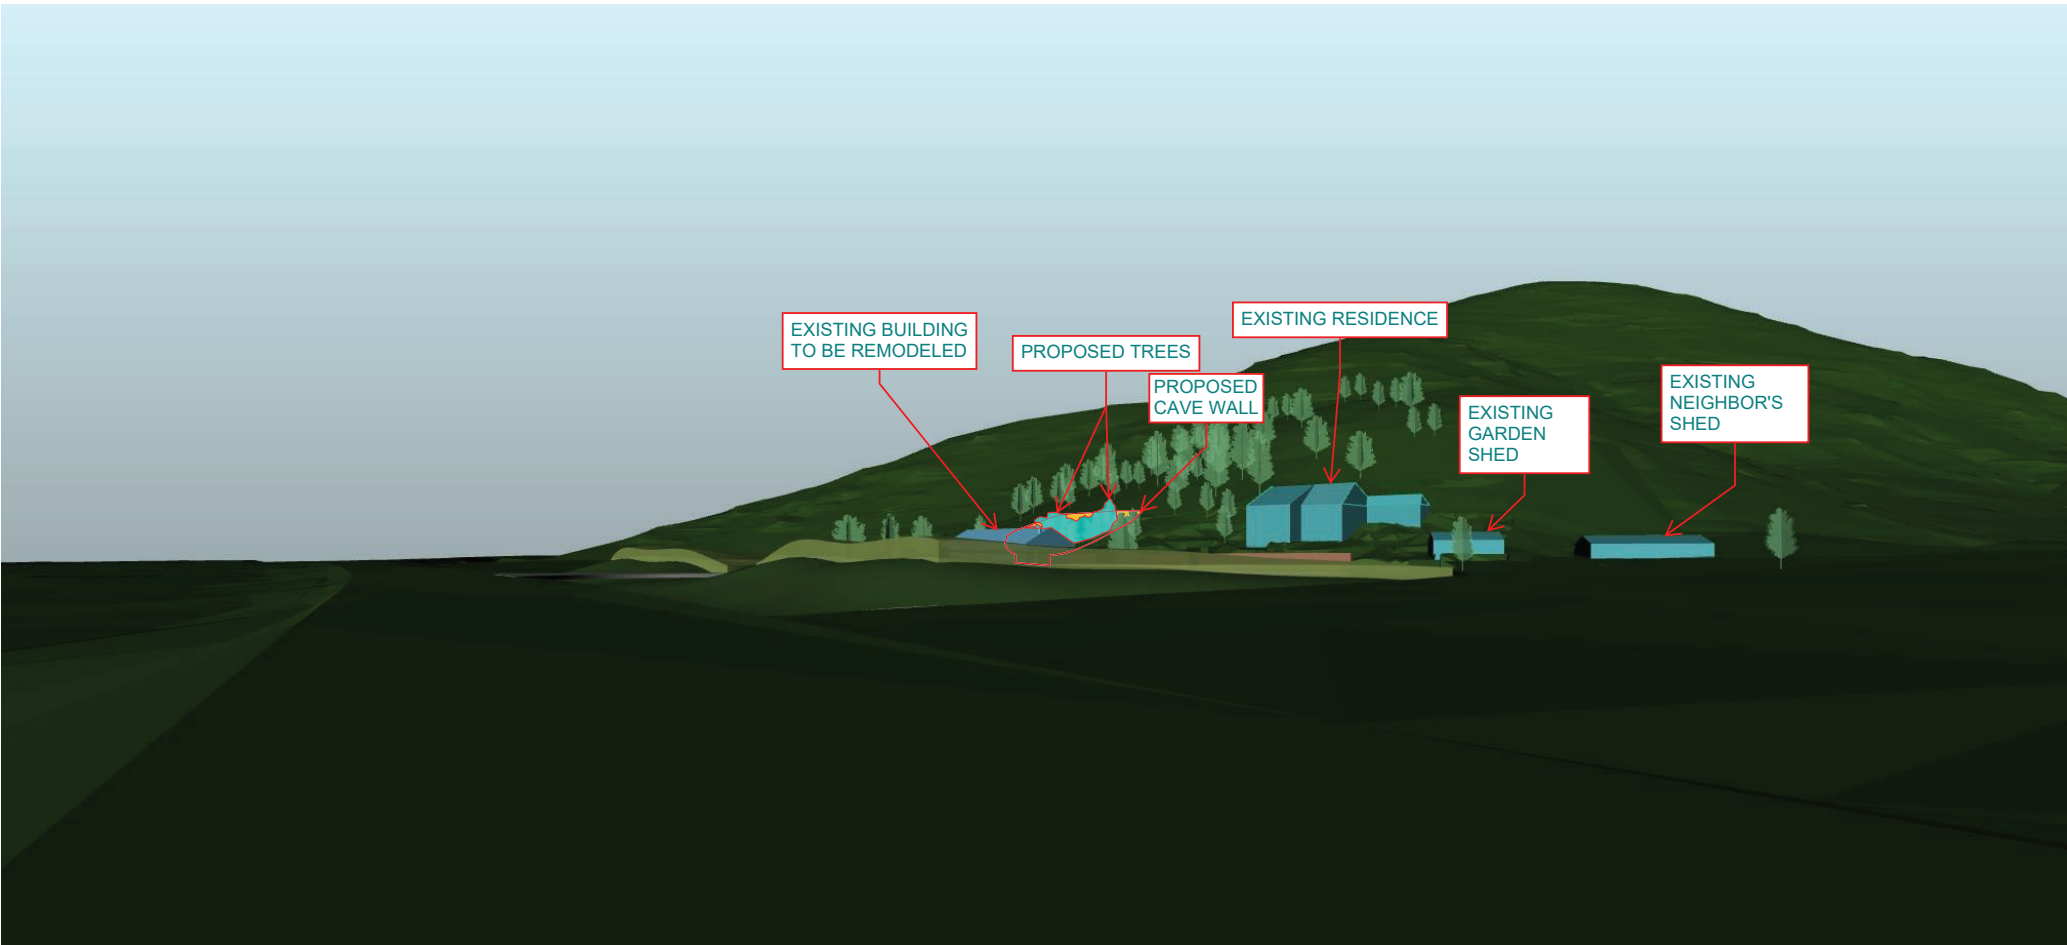 EXISTING BUILDING
TO BE REMODELED
PROPOSED TREES
PROPOSED
CAVE WALL
EXISTING RESIDENCE
EXISTING
GARDEN
SHED
EXISTING
NEIGHBOR'S
SHED